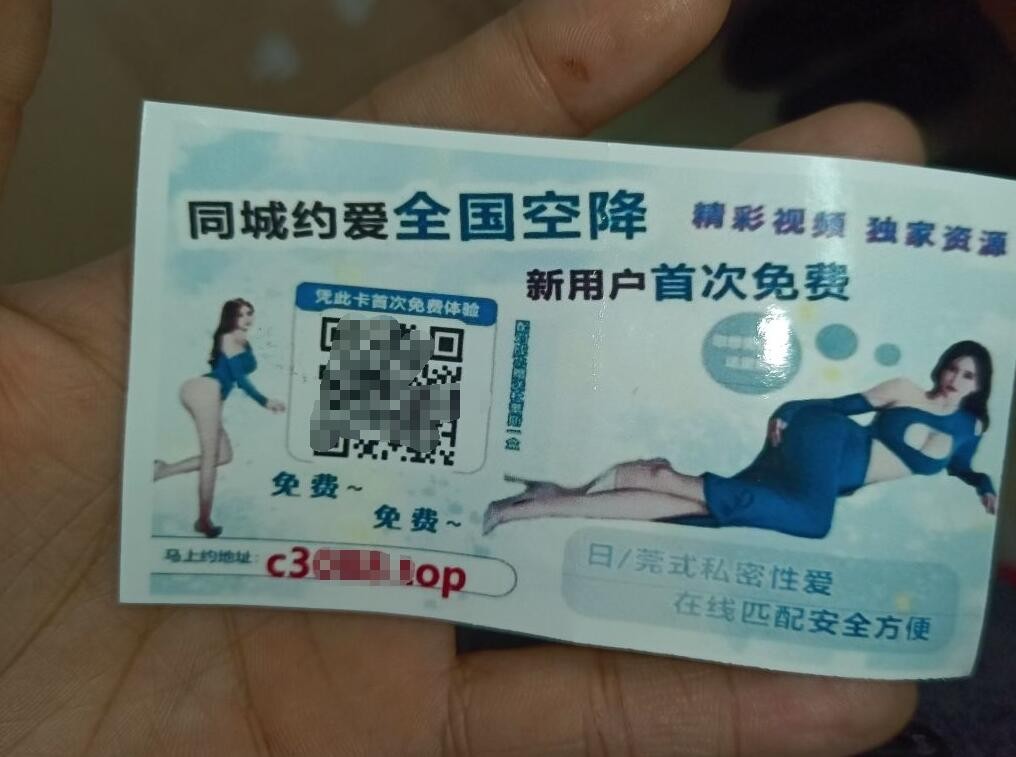 同城约爱全国空降
精彩视频 独家资源
新用户首次免费
凭此卡首次免费体验
免费~
免费~
马上约地址:
c3
op
日/莞式私密性爱
在线匹配安全方便